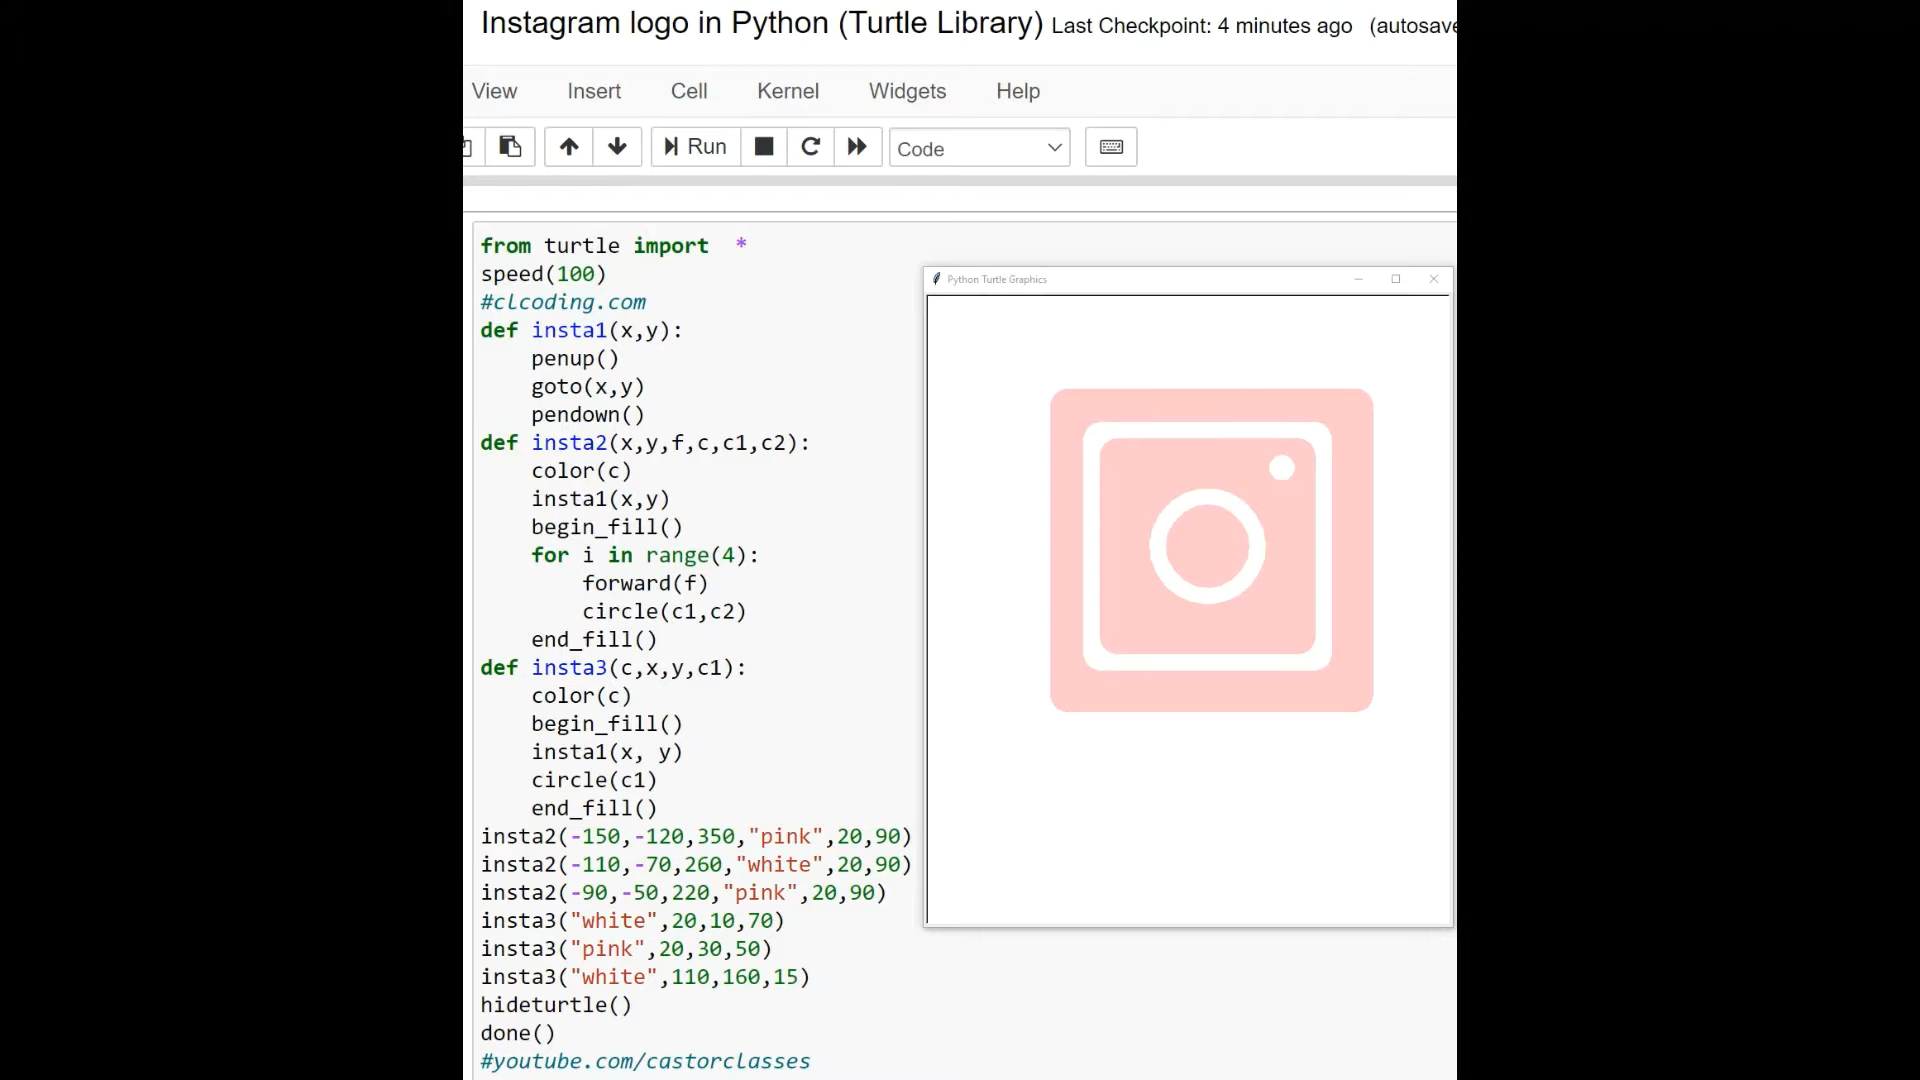 Instagram logo in Python (Turtle Library) Last Checkpoint: 4 minutes ago (autosave
View Insert Cell Kernel Widgets Help
Run Code
from turtle import *
speed(100)
#clcoding.com
def insta1(x,y):
    penup()
    goto(x,y)
    pendown()
def insta2(x,y,f,c,c1,c2):
    color(c)
    insta1(x,y)
    begin_fill()
    for i in range(4):
        forward(f)
        circle(c1,c2)
    end_fill()
def insta3(c,x,y,c1):
    color(c)
    begin_fill()
    insta1(x, y)
    circle(c1)
    end_fill()
insta2(-150,-120,350,"pink",20,90)
insta2(-110,-70,260,"white",20,90)
insta2(-90,-50,220,"pink",20,90)
insta3("white",20,10,70)
insta3("pink",20,30,50)
insta3("white",110,160,15)
hideturtle()
done()
#youtube.com/castorclasses
Python Turtle Graphics